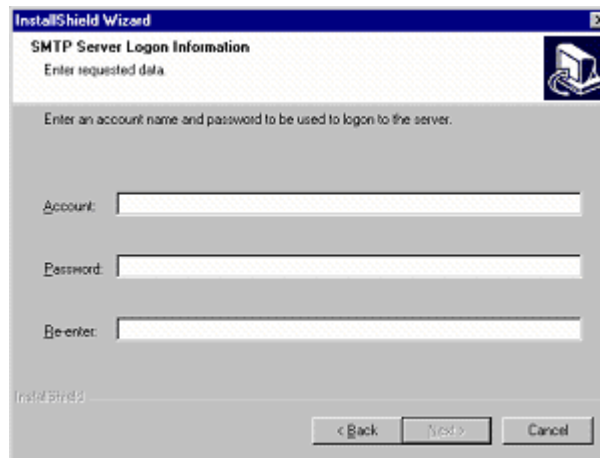 InstallShield Wizard
SMTP Server Logon Information
Enter requested data.
Enter an account name and password to be used to logon to the server.
Account:
Password:
Re-enter:
InstallShield
< Back Next > Cancel